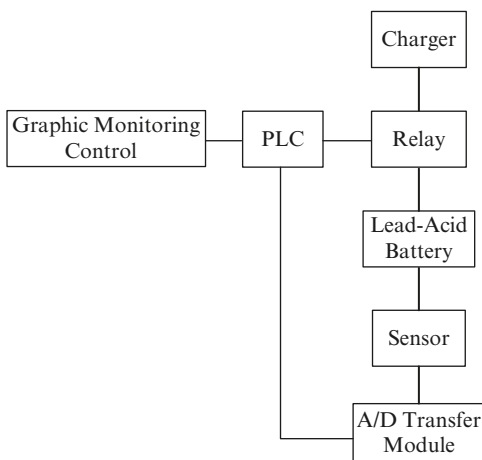 Charger
Graphic Monitoring
Control
PLC
Relay
Lead-Acid
Battery
Sensor
A/D Transfer
Module